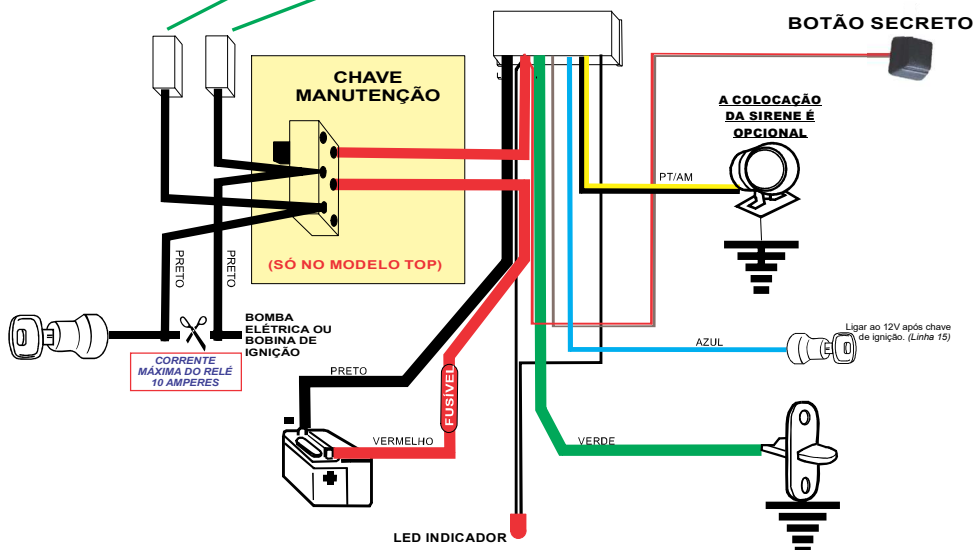 BOTÃO SECRETO
CHAVE
MANUTENÇÃO
A COLOCAÇÃO
DA SIRENE É
OPCIONAL
PT/AM
(SÓ NO MODELO TOP)
PRETO
PRETO
BOMBA
ELÉTRICA OU
BOBINA DE
IGNIÇÃO
CORRENTE
MÁXIMA DO RELÉ
10 AMPERES
Ligar ao 12V após chave
de ignição. (Linha 15)
AZUL
PRETO
FUSÍVEL
VERMELHO
VERDE
LED INDICADOR